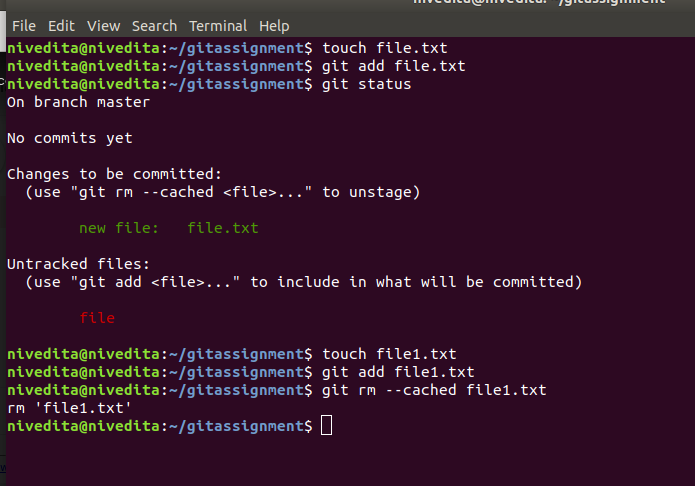 nivedita@nivedita: ~/gitassignment
File Edit View Search Terminal Help
nivedita@nivedita:~/gitassignment$ touch file.txt
nivedita@nivedita:~/gitassignment$ git add file.txt
nivedita@nivedita:~/gitassignment$ git status
On branch master
No commits yet
Changes to be committed:
  (use "git rm --cached <file>..." to unstage)
        new file:   file.txt
Untracked files:
  (use "git add <file>..." to include in what will be committed)
        file
nivedita@nivedita:~/gitassignment$ touch file1.txt
nivedita@nivedita:~/gitassignment$ git add file1.txt
nivedita@nivedita:~/gitassignment$ git rm --cached file1.txt
rm 'file1.txt'
nivedita@nivedita:~/gitassignment$